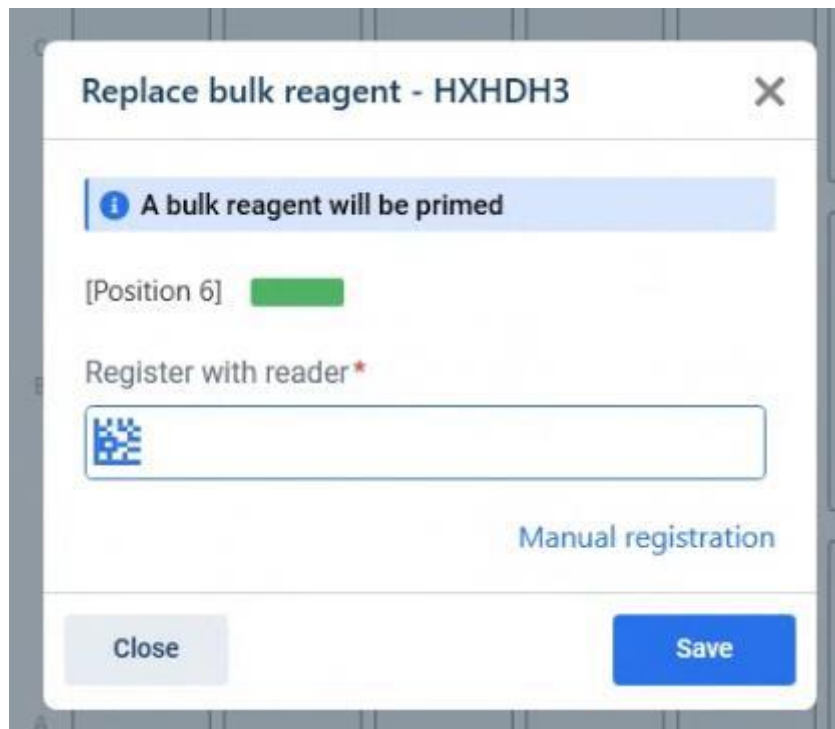 Replace bulk reagent - HXHDH3
A bulk reagent will be primed
[Position 6]
Register with reader*
Manual registration
Close
Save